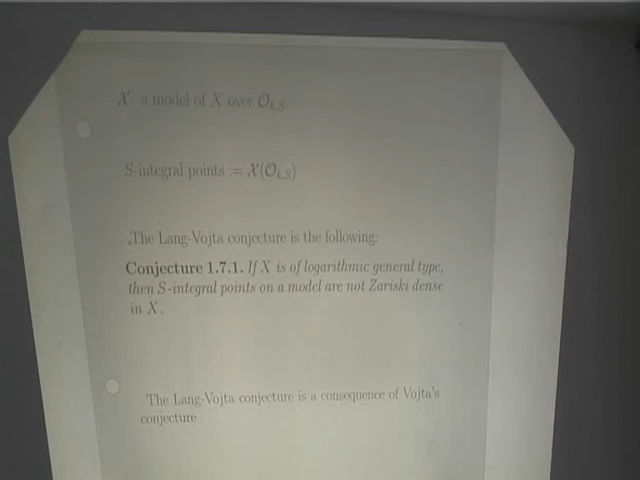 𝒳: a model of X over 𝒪ₖ,ₛ.
S-integral points := 𝒳(𝒪ₖ,ₛ)
The Lang-Vojta conjecture is the following:
Conjecture 1.7.1. If X is of logarithmic general type,
then S-integral points on a model are not Zariski dense
in X.
The Lang-Vojta conjecture is a consequence of Vojta's
conjecture